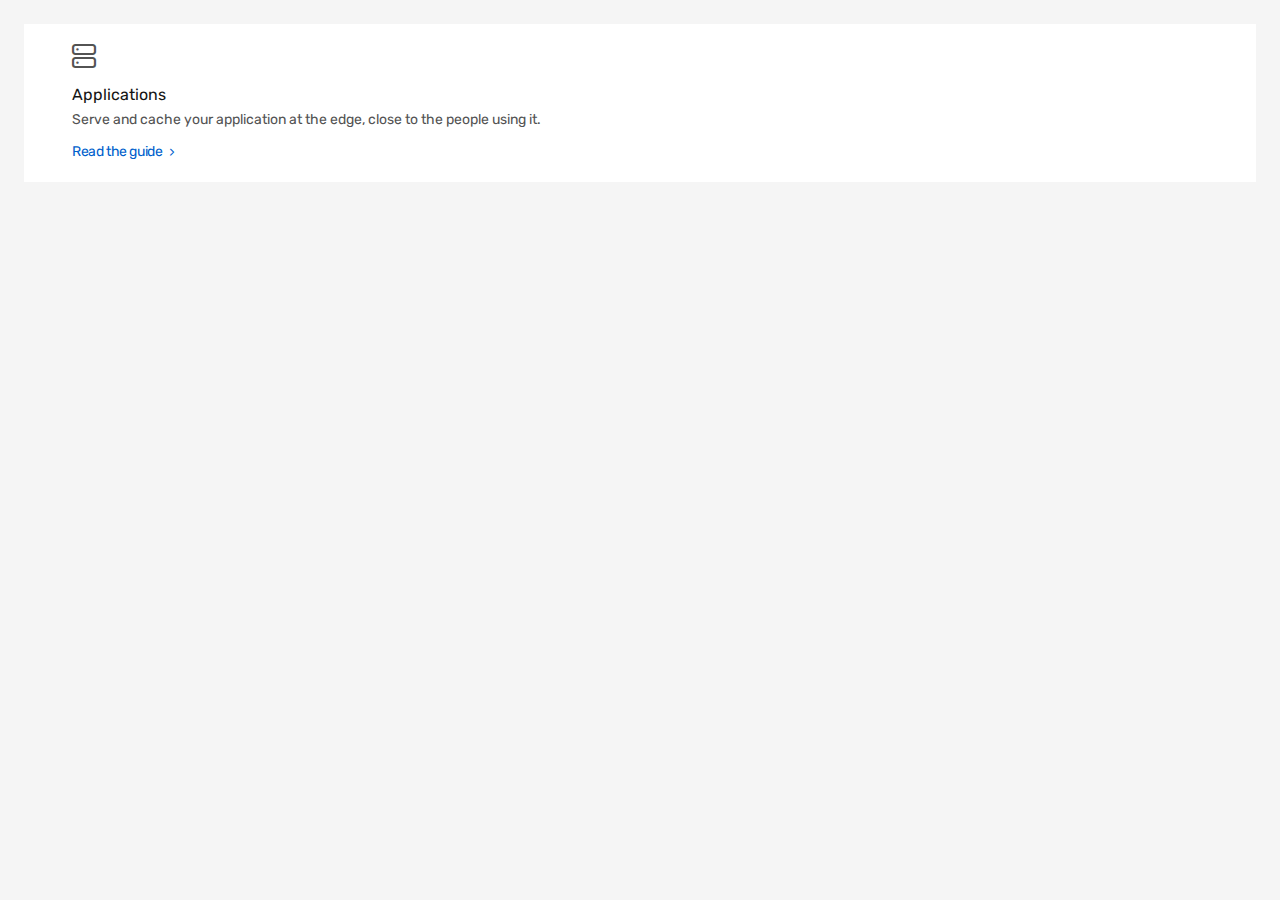 Applications
Serve and cache your application at the edge, close to the people using it.
Read the guide